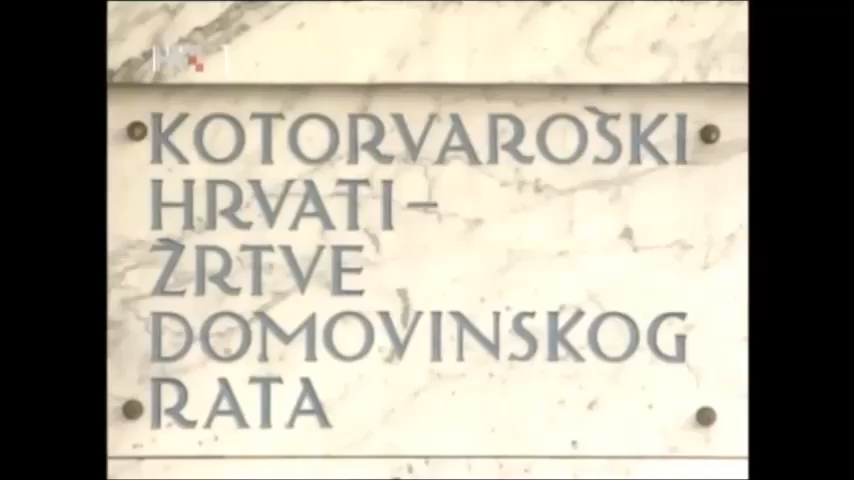 KOTORVAROŠKI
HRVATI –
ŽRTVE
DOMOVINSKOG
RATA